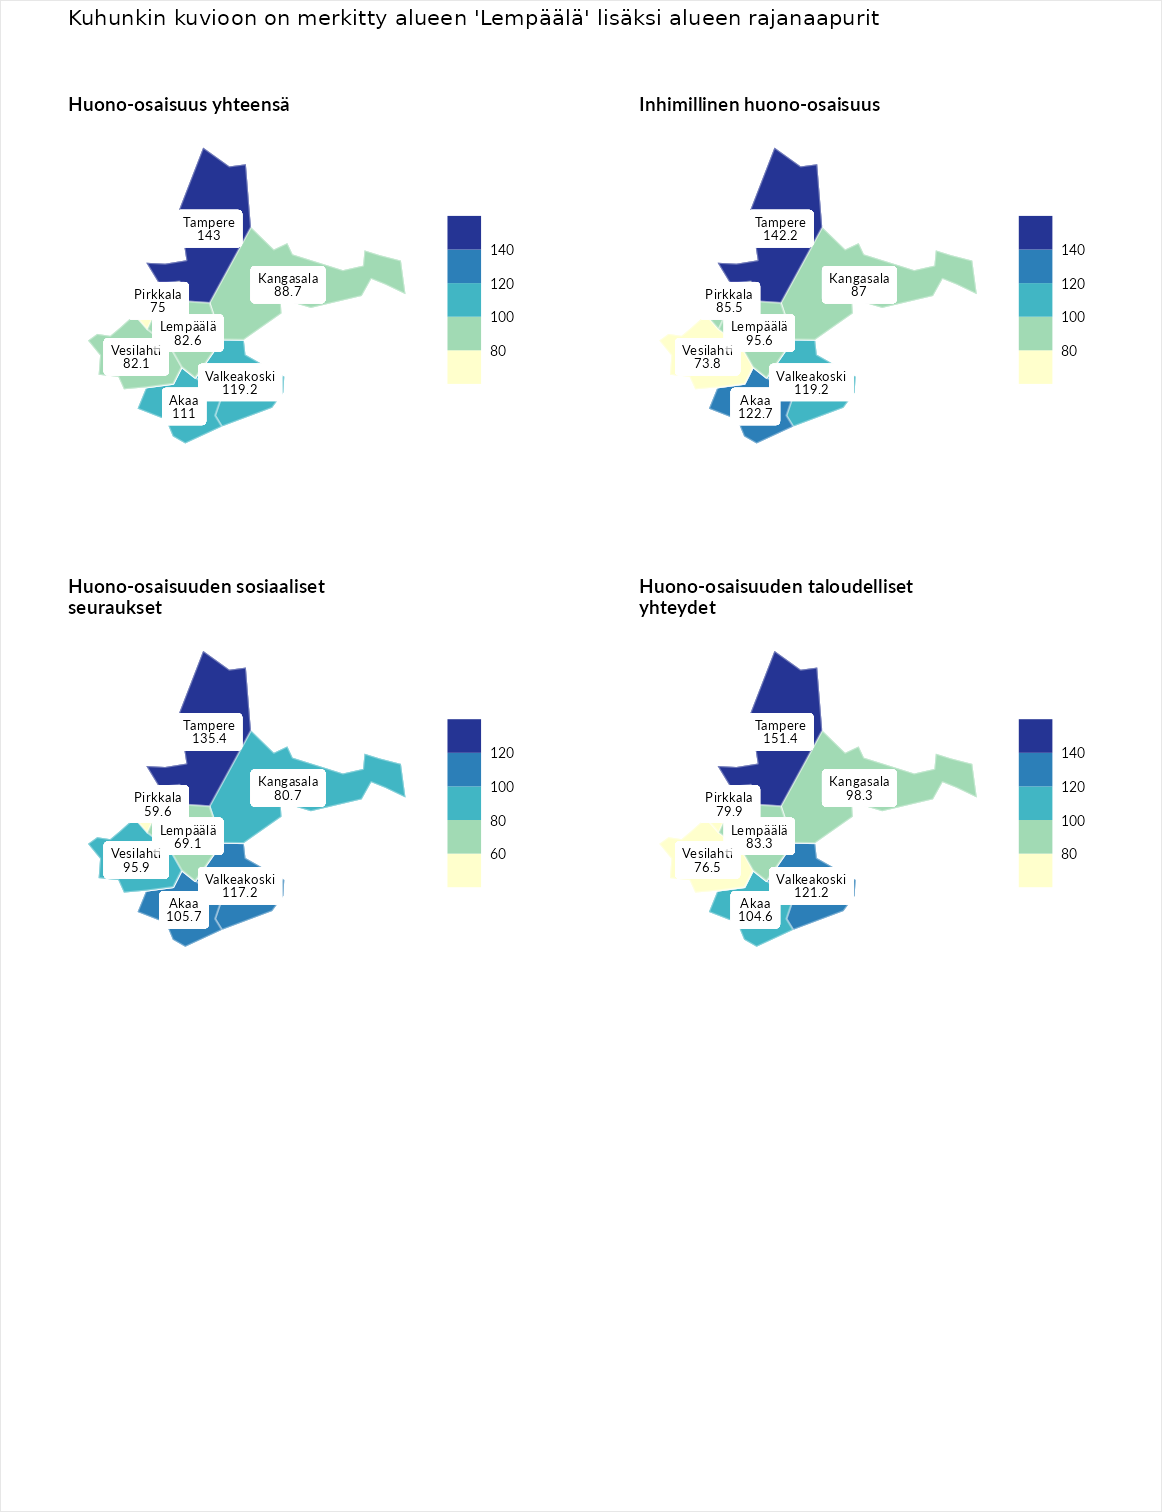 Kuhunkin kuvioon on merkitty alueen 'Lempäälä' lisäksi alueen rajanaapurit
Huono-osaisuus yhteensä
Tampere
143
Kangasala
88.7
Pirkkala
75
Lempäälä
82.6
Vesilahti
82.1
Valkeakoski
119.2
Akaa
111
140
120
100
80
Inhimillinen huono-osaisuus
Tampere
142.2
Kangasala
87
Pirkkala
85.5
Lempäälä
95.6
Vesilahti
73.8
Valkeakoski
119.2
Akaa
122.7
140
120
100
80
Huono-osaisuuden sosiaaliset
seuraukset
Tampere
135.4
Kangasala
80.7
Pirkkala
59.6
Lempäälä
69.1
Vesilahti
95.9
Valkeakoski
117.2
Akaa
105.7
120
100
80
60
Huono-osaisuuden taloudelliset
yhteydet
Tampere
151.4
Kangasala
98.3
Pirkkala
79.9
Lempäälä
83.3
Vesilahti
76.5
Valkeakoski
121.2
Akaa
104.6
140
120
100
80